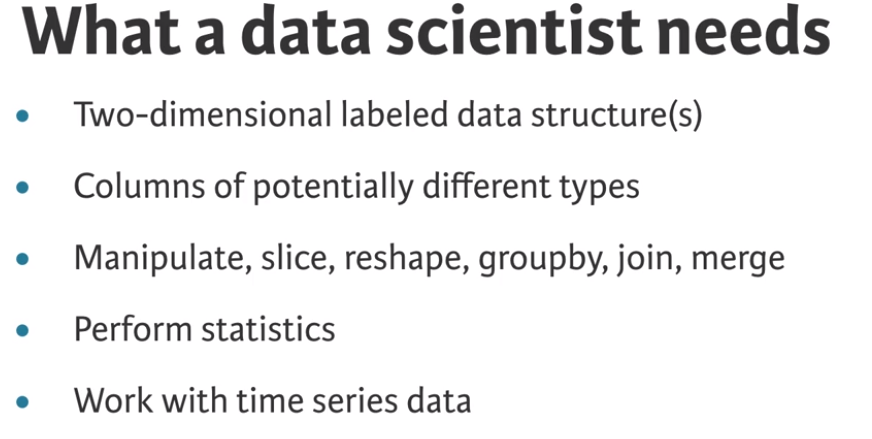 What a data scientist needs
• Two-dimensional labeled data structure(s)
• Columns of potentially different types
• Manipulate, slice, reshape, groupby, join, merge
• Perform statistics
• Work with time series data